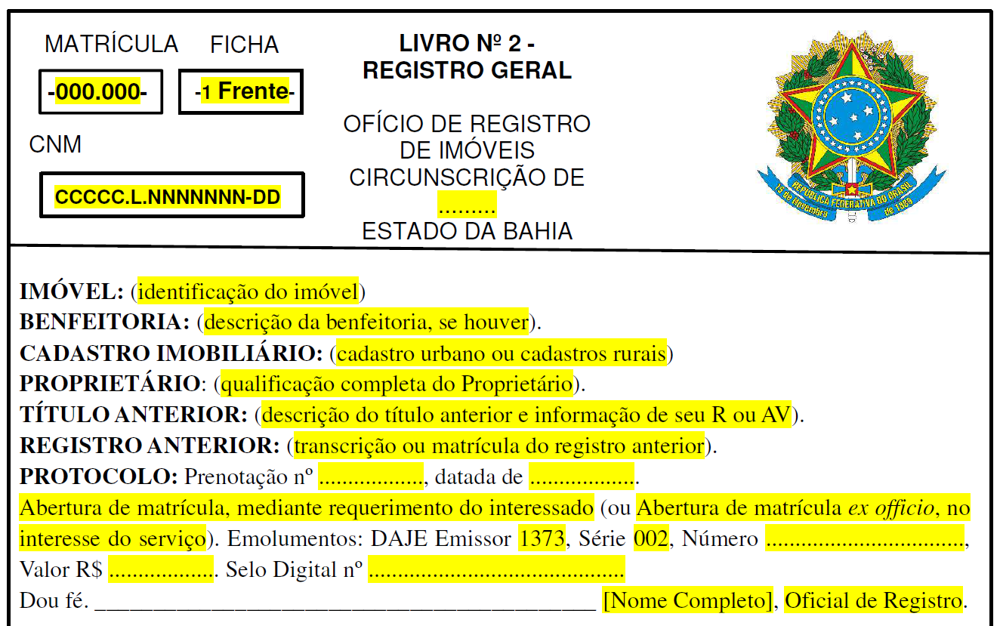 MATRÍCULA FICHA
-000.000- -1 Frente-
CNM
CCCCC.L.NNNNNNN-DD
LIVRO Nº 2 -
REGISTRO GERAL
OFÍCIO DE REGISTRO
DE IMÓVEIS
CIRCUNSCRIÇÃO DE
.........
ESTADO DA BAHIA
REPÚBLICA FEDERATIVA DO BRASIL
15 de Novembro de 1889
IMÓVEL: (identificação do imóvel)
BENFEITORIA: (descrição da benfeitoria, se houver).
CADASTRO IMOBILIÁRIO: (cadastro urbano ou cadastros rurais)
PROPRIETÁRIO: (qualificação completa do Proprietário).
TÍTULO ANTERIOR: (descrição do título anterior e informação de seu R ou AV).
REGISTRO ANTERIOR: (transcrição ou matrícula do registro anterior).
PROTOCOLO: Prenotação nº .................., datada de ..................
Abertura de matrícula, mediante requerimento do interessado (ou Abertura de matrícula ex officio, no
interesse do serviço). Emolumentos: DAJE Emissor 1373, Série 002, Número ..................................,
Valor R$ .................. Selo Digital nº ............................................
Dou fé. ___________________________________________ [Nome Completo], Oficial de Registro.